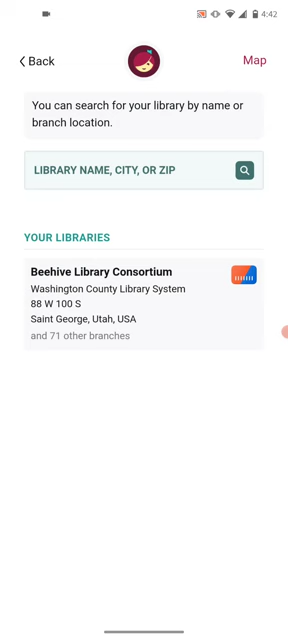 4:42
Back
Map
You can search for your library by name or
branch location.
LIBRARY NAME, CITY, OR ZIP
YOUR LIBRARIES
Beehive Library Consortium
Washington County Library System
88 W 100 S
Saint George, Utah, USA
and 71 other branches